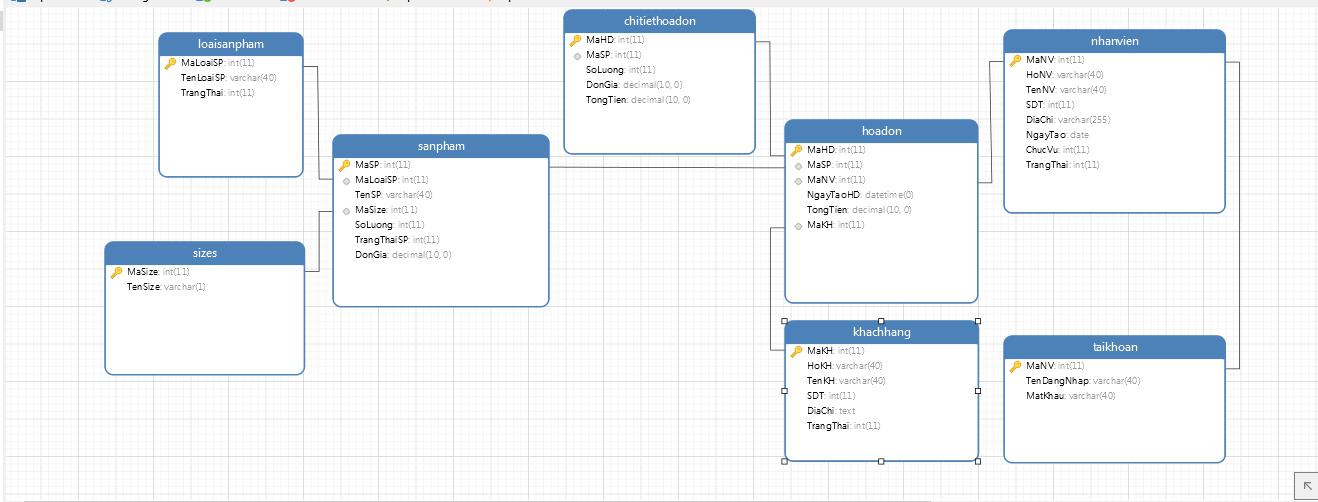 loaisanpham
MaLoaiSP: int(11)
TenLoaiSP: varchar(40)
TrangThai: int(11)
sizes
MaSize: int(11)
TenSize: varchar(1)
sanpham
MaSP: int(11)
MaLoaiSP: int(11)
TenSP: varchar(40)
MaSize: int(11)
SoLuong: int(11)
TrangThaiSP: int(11)
DonGia: decimal(10, 0)
chitiethoadon
MaHD: int(11)
MaSP: int(11)
SoLuong: int(11)
DonGia: decimal(10, 0)
TongTien: decimal(10, 0)
hoadon
MaHD: int(11)
MaSP: int(11)
MaNV: int(11)
NgayTaoHD: datetime(0)
TongTien: decimal(10, 0)
MaKH: int(11)
khachhang
MaKH: int(11)
HoKH: varchar(40)
TenKH: varchar(40)
SDT: int(11)
DiaChi: text
TrangThai: int(11)
nhanvien
MaNV: int(11)
HoNV: varchar(40)
TenNV: varchar(40)
SDT: int(11)
DiaChi: varchar(255)
NgayTao: date
ChucVu: int(11)
TrangThai: int(11)
taikhoan
MaNV: int(11)
TenDangNhap: varchar(40)
MatKhau: varchar(40)